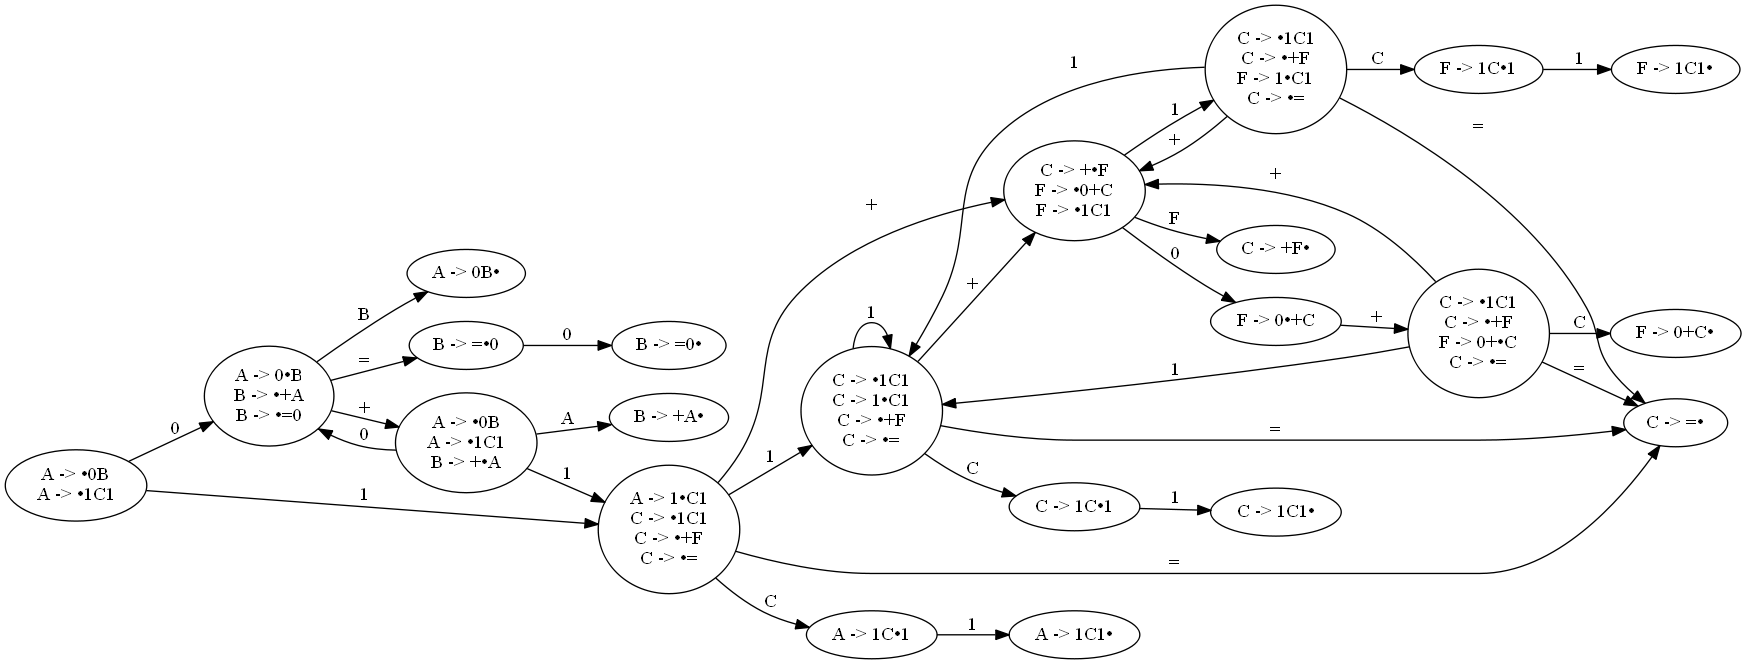 A -> •0B
A -> •1C1
0
1
A -> 0•B
B -> •+A
B -> •=0
B
=
+
0
A -> 0B•
B -> =•0
0
B -> =0•
A -> •0B
A -> •1C1
B -> +•A
A
1
B -> +A•
A -> 1•C1
C -> •1C1
C -> •+F
C -> •=
+
1
=
C
A -> 1C•1
1
A -> 1C1•
C -> •1C1
C -> 1•C1
C -> •+F
C -> •=
1
+
=
C
C -> 1C•1
1
C -> 1C1•
C -> +•F
F -> •0+C
F -> •1C1
1
+
F
0
C -> +F•
F -> 0•+C
+
C -> •1C1
C -> •+F
F -> 1•C1
C -> •=
1
C
=
F -> 1C•1
1
F -> 1C1•
C -> •1C1
C -> •+F
F -> 0+•C
C -> •=
+
1
C
=
F -> 0+C•
C -> =•